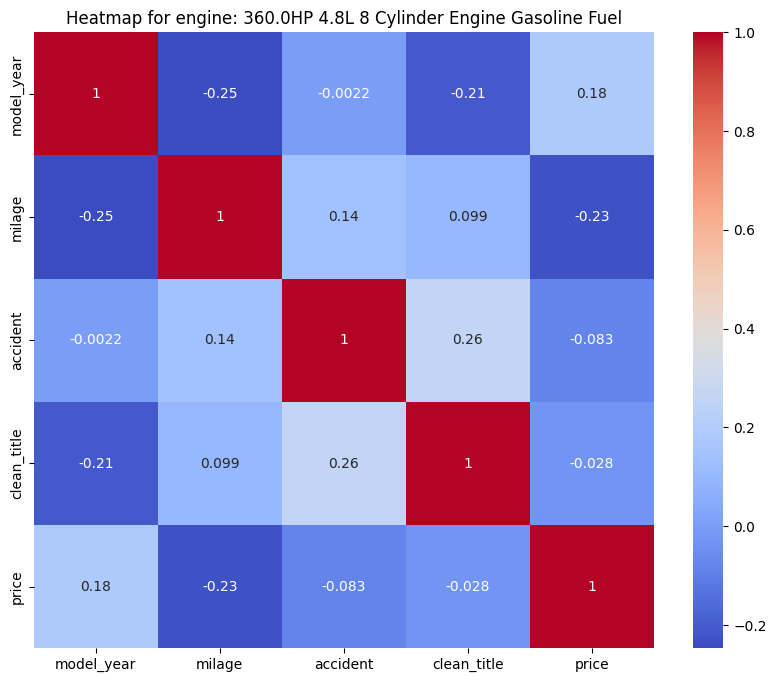 Heatmap for engine: 360.0HP 4.8L 8 Cylinder Engine Gasoline Fuel
model_year
1
-0.25
-0.0022
-0.21
0.18
milage
-0.25
1
0.14
0.099
-0.23
accident
-0.0022
0.14
1
0.26
-0.083
clean_title
-0.21
0.099
0.26
1
-0.028
price
0.18
-0.23
-0.083
-0.028
1
model_year
milage
accident
clean_title
price
1.0
0.8
0.6
0.4
0.2
0.0
−0.2